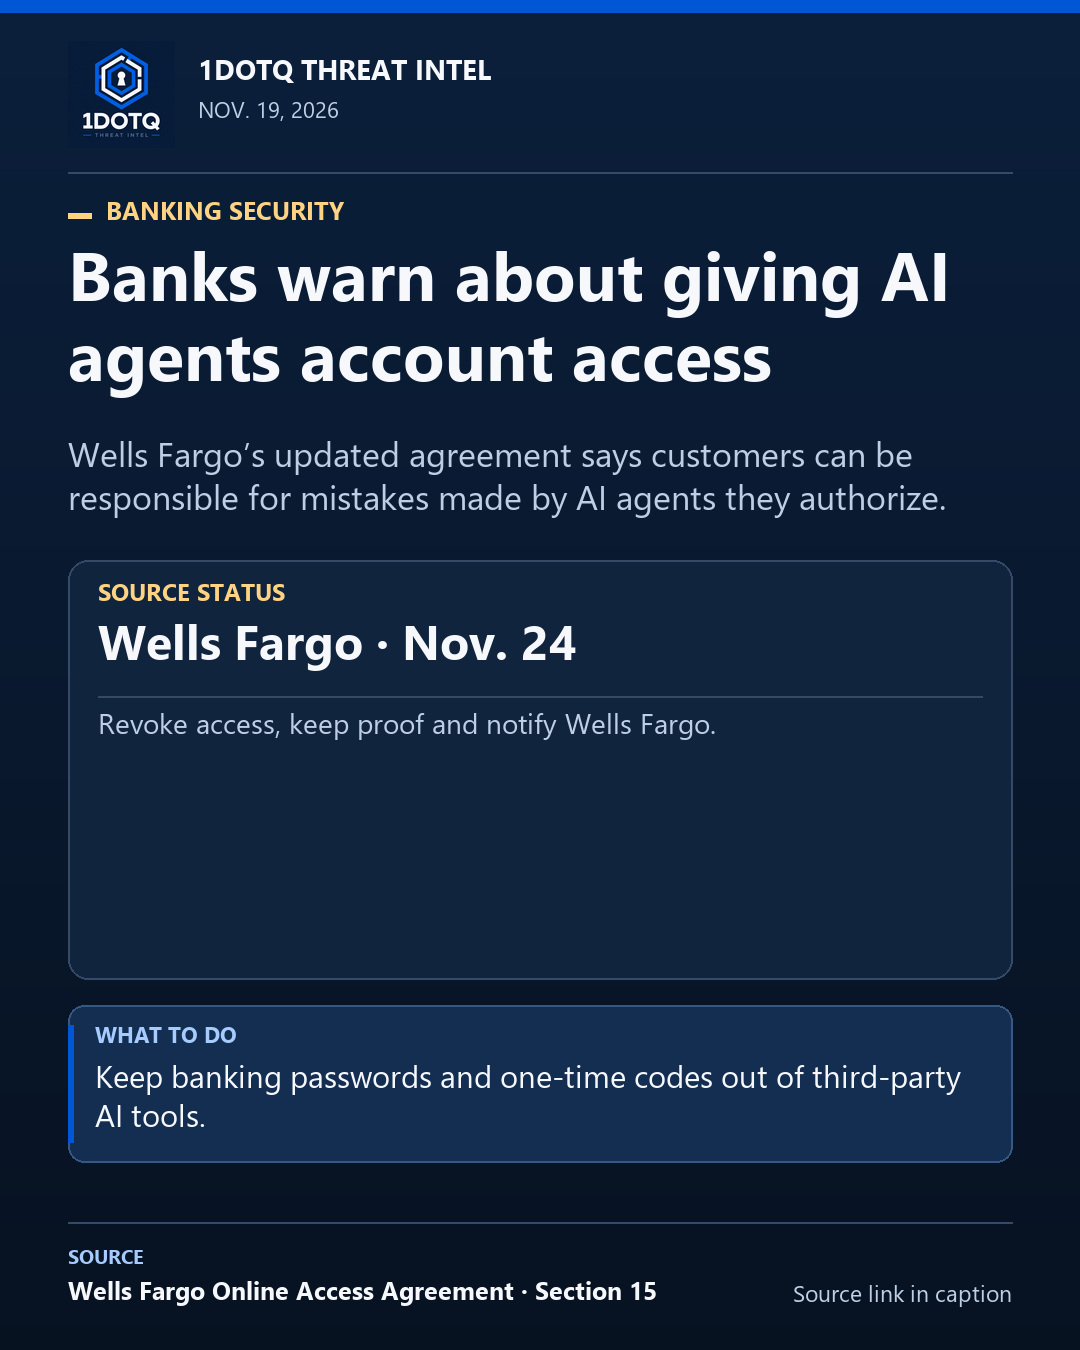 1DOTQ
THREAT INTEL
1DOTQ THREAT INTEL
NOV. 19, 2026
BANKING SECURITY
Banks warn about giving AI
agents account access
Wells Fargo’s updated agreement says customers can be
responsible for mistakes made by AI agents they authorize.
SOURCE STATUS
Wells Fargo · Nov. 24
Revoke access, keep proof and notify Wells Fargo.
WHAT TO DO
Keep banking passwords and one-time codes out of third-party
AI tools.
SOURCE
Wells Fargo Online Access Agreement · Section 15
Source link in caption